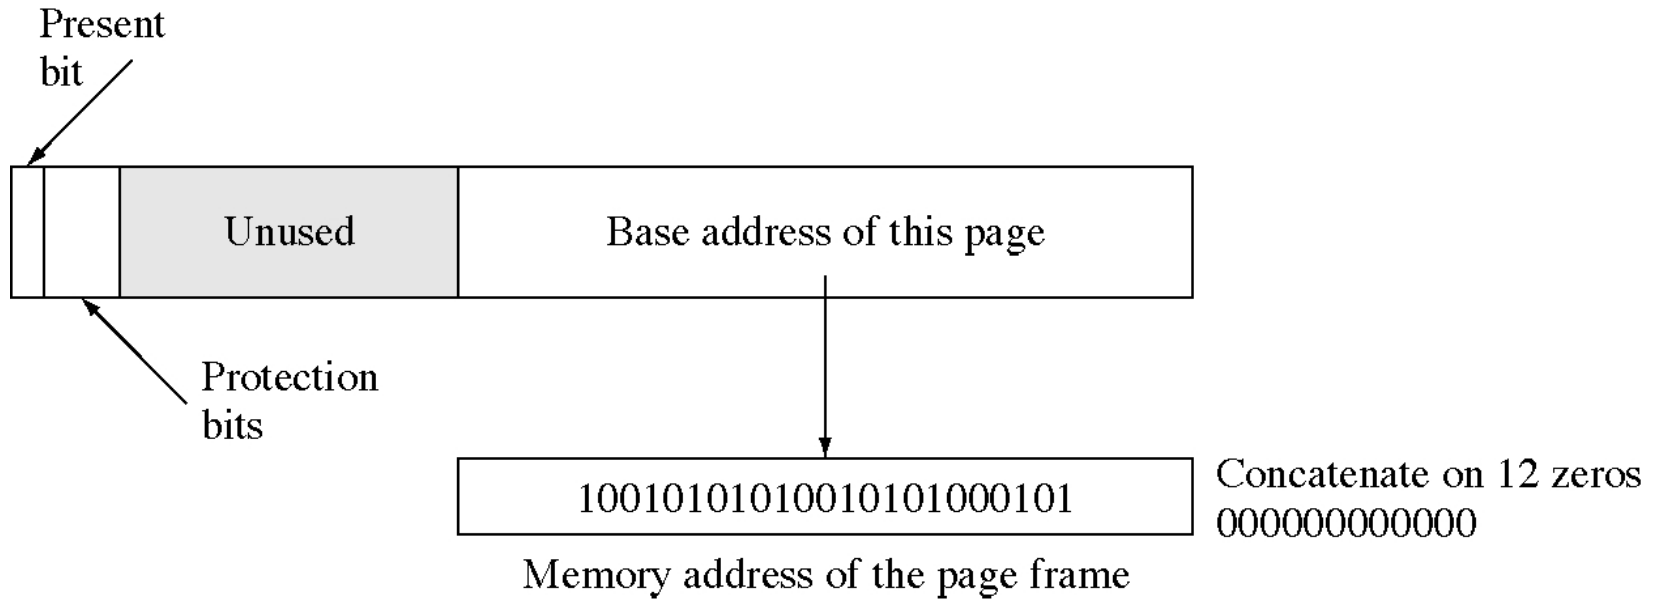 Present
bit
Unused
Base address of this page
Protection
bits
10010101010010101000101
Concatenate on 12 zeros
000000000000
Memory address of the page frame